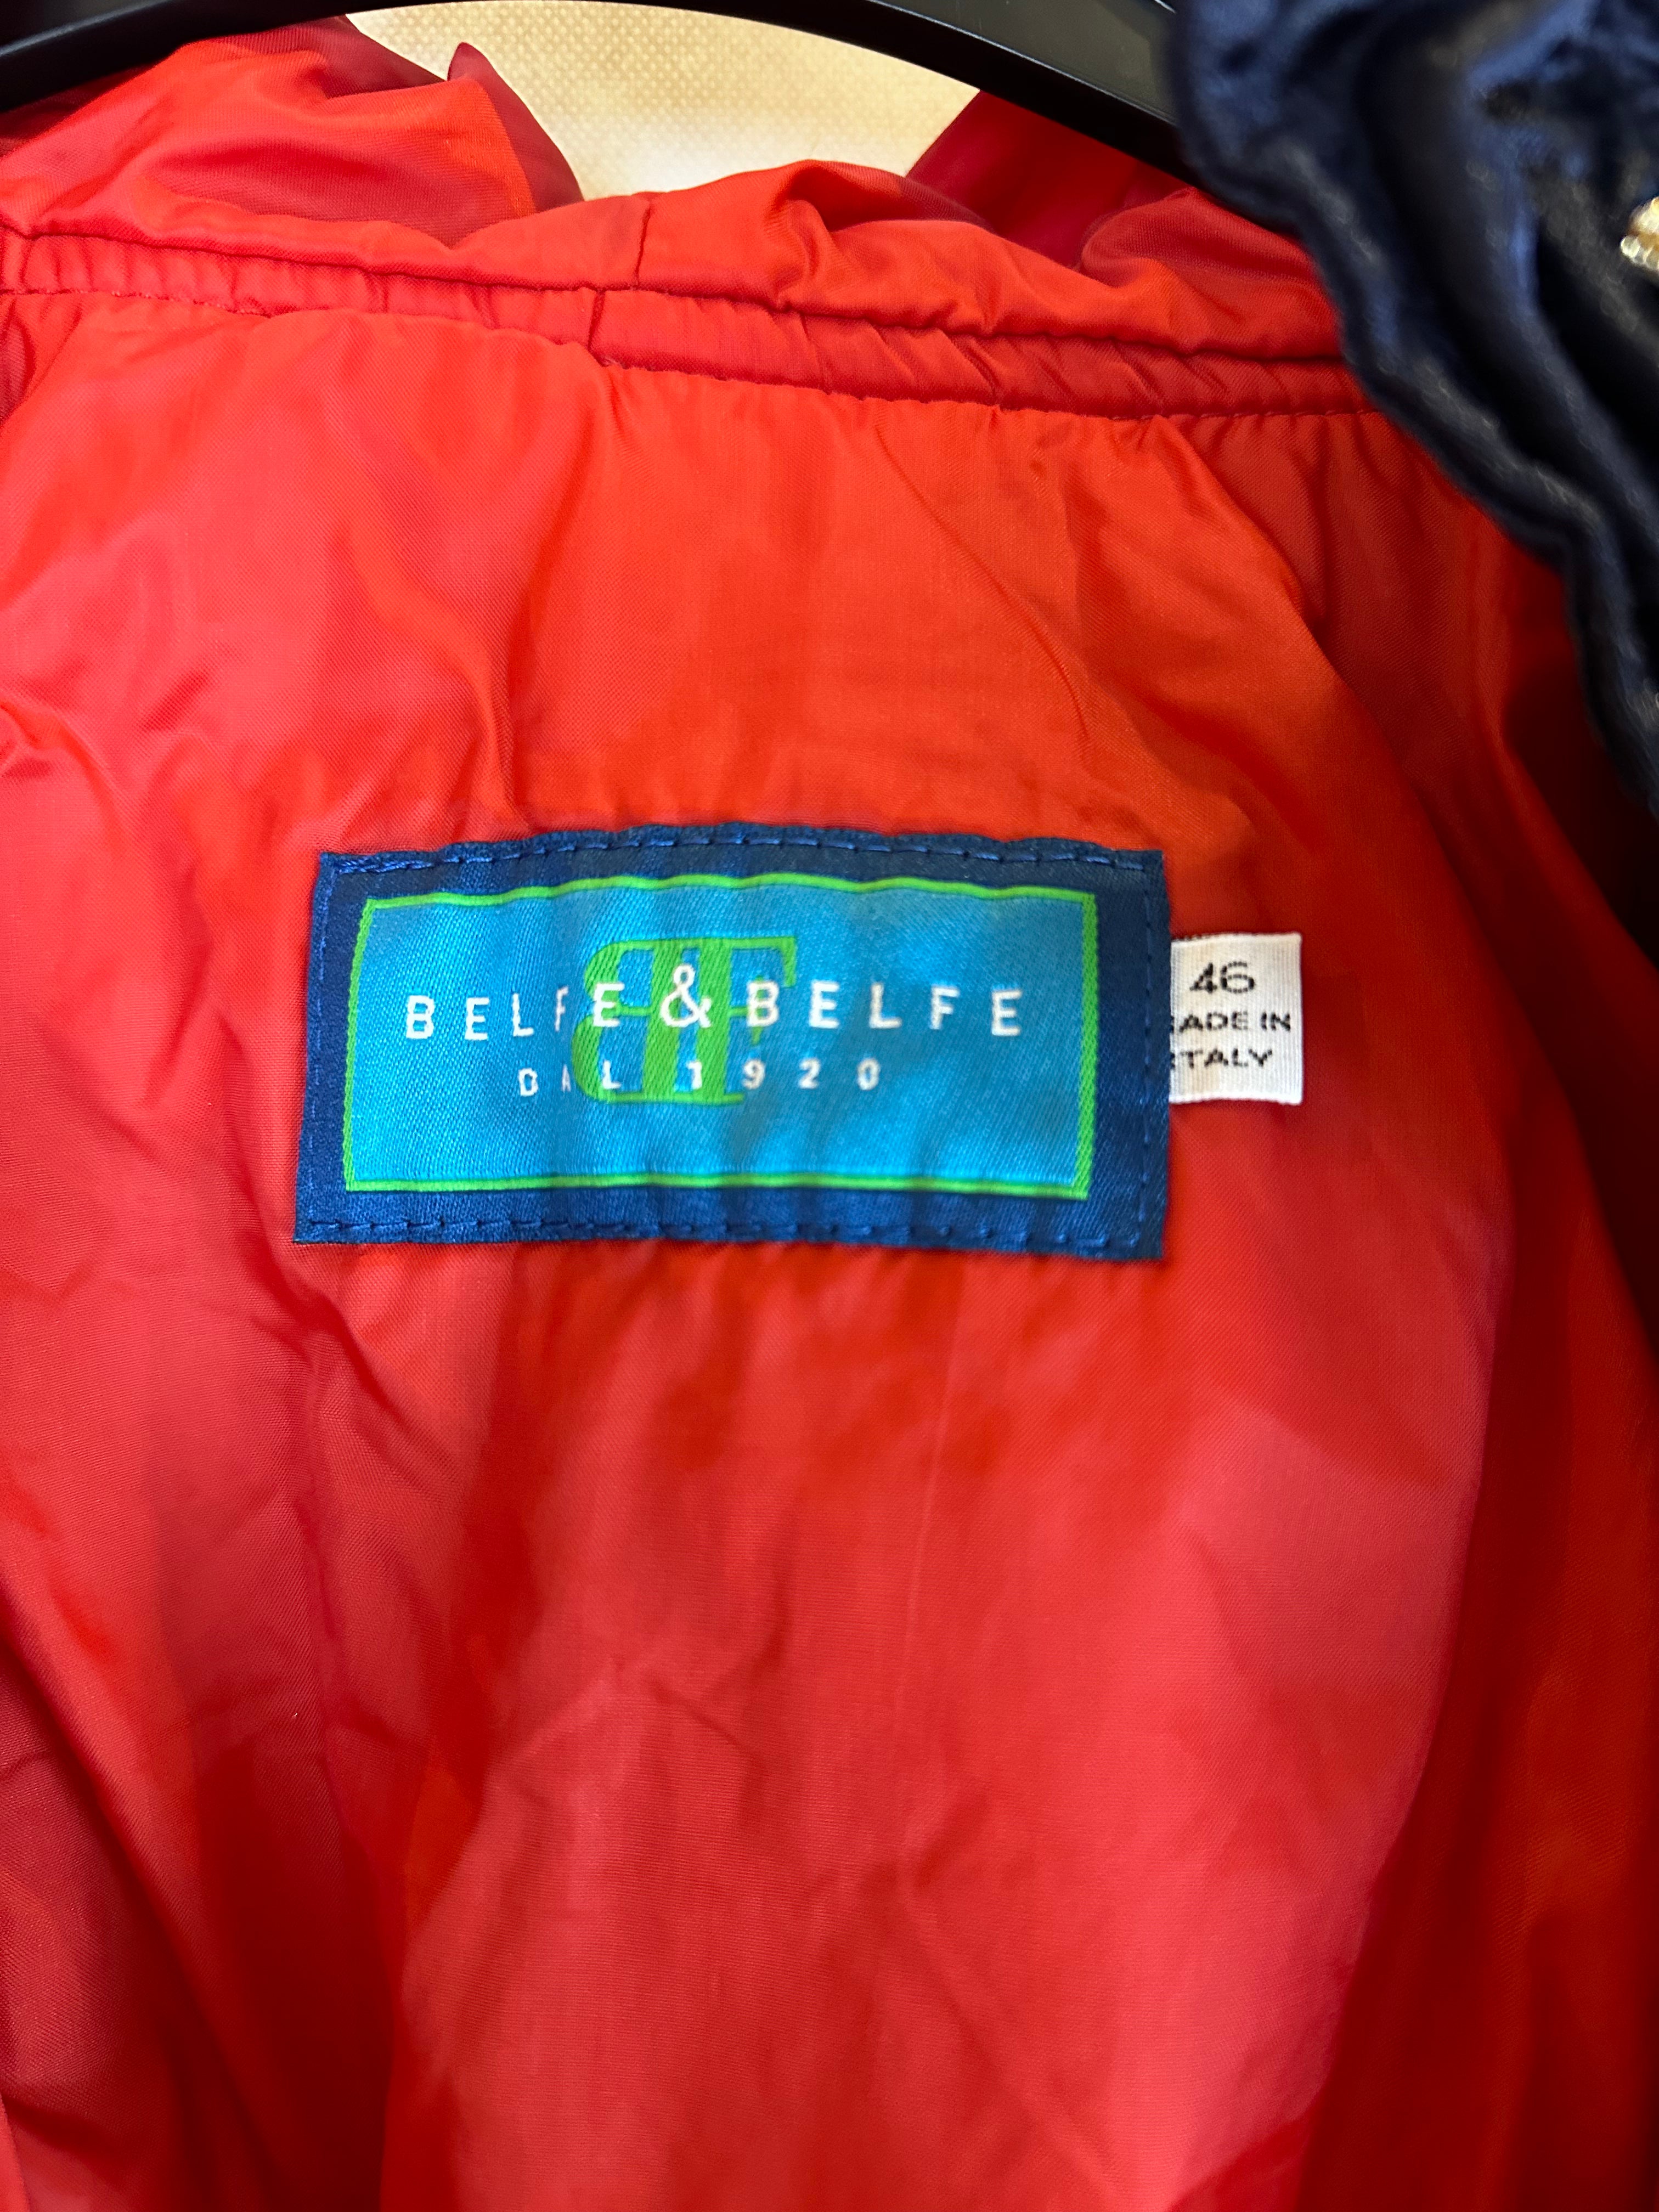 BELFE & BELFE
DAL 1920
46
MADE IN
ITALY